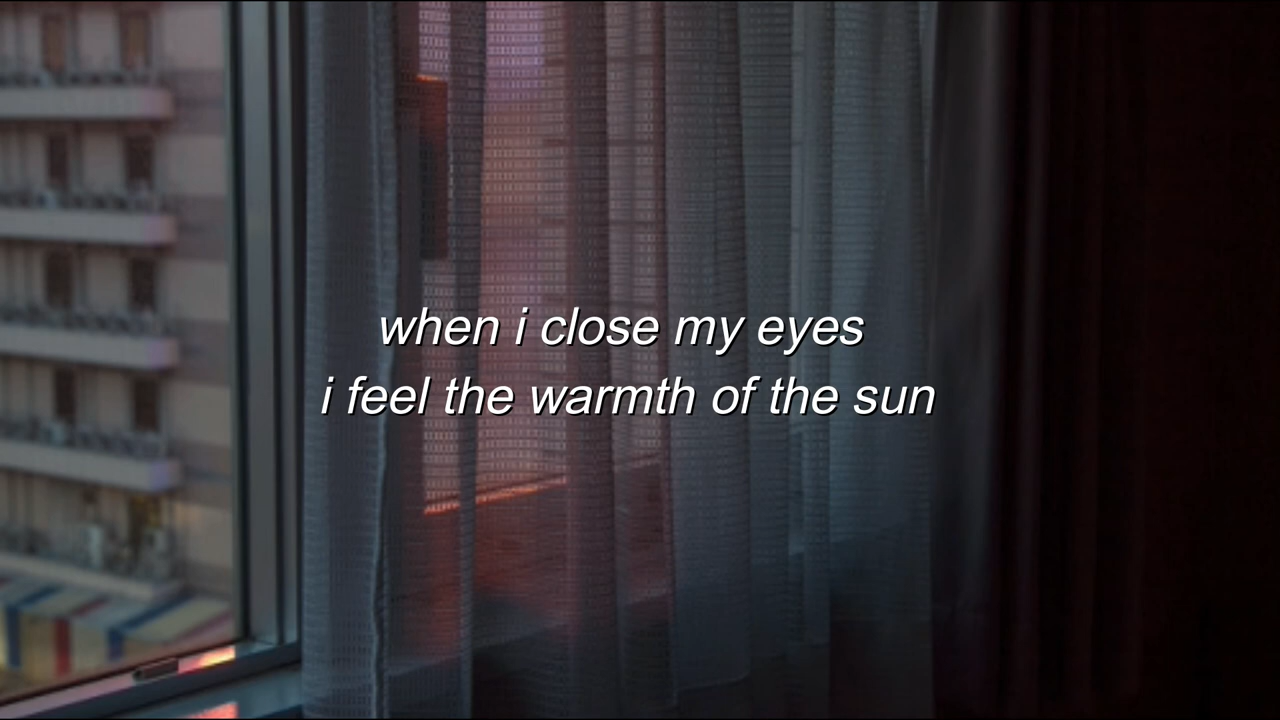 when i close my eyes
i feel the warmth of the sun